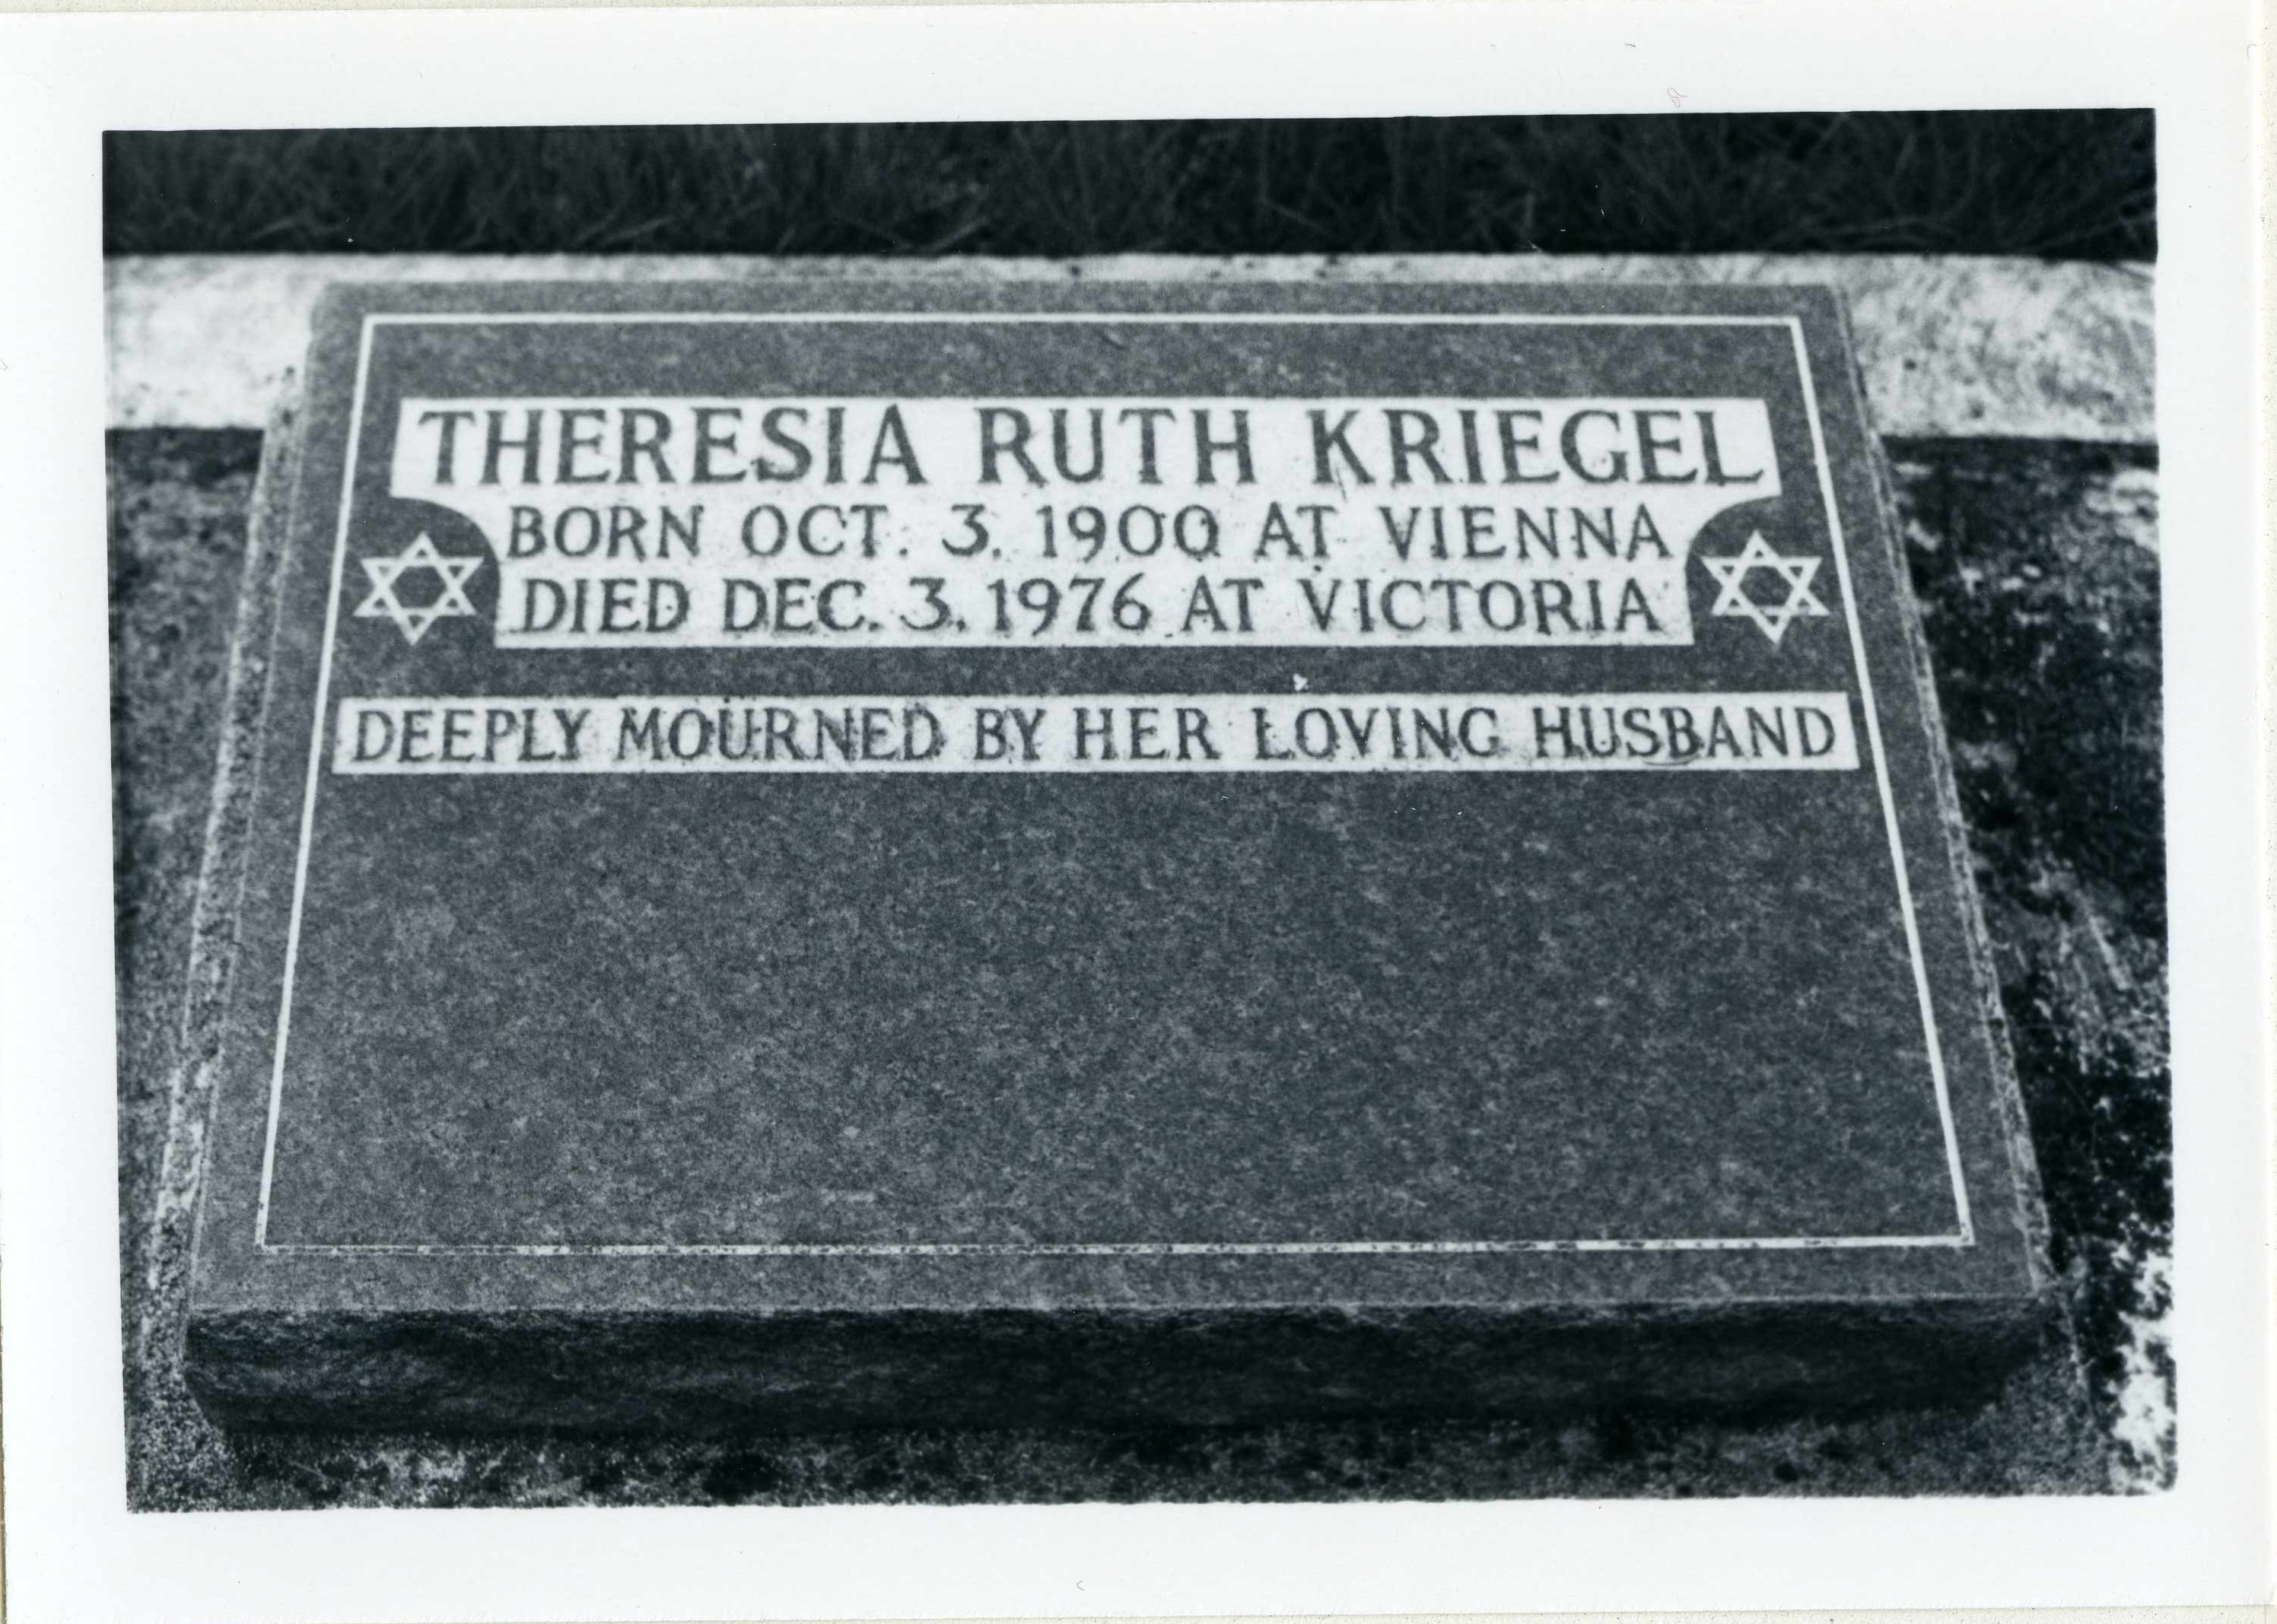 THERESIA RUTH KRIEGEL
BORN OCT. 3. 1900 AT VIENNA
DIED DEC. 3. 1976 AT VICTORIA
DEEPLY MOURNED BY HER LOVING HUSBAND